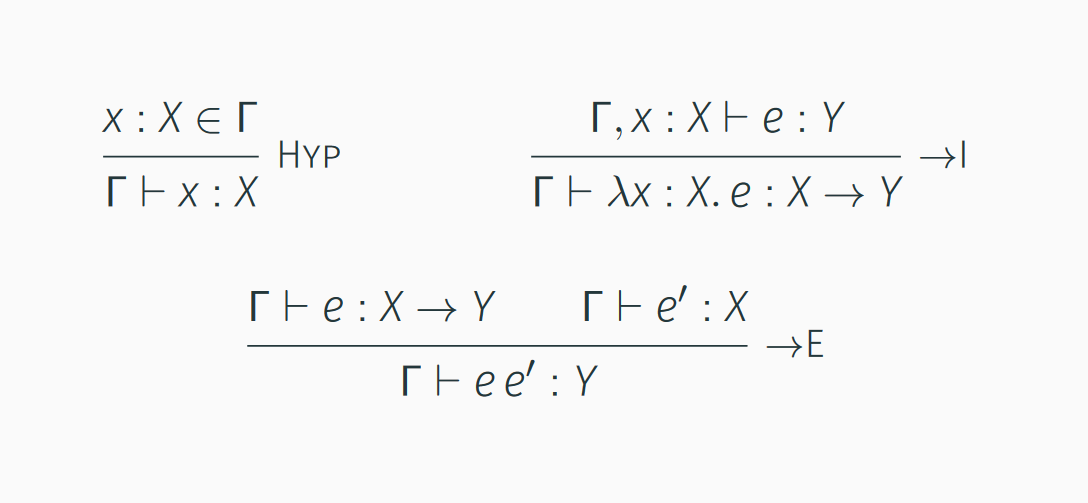 x : X ∈ Γ
Γ ⊢ x : X
HYP
Γ, x : X ⊢ e : Y
Γ ⊢ λx : X. e : X → Y
→I
Γ ⊢ e : X → Y Γ ⊢ e′ : X
Γ ⊢ e e′ : Y
→E